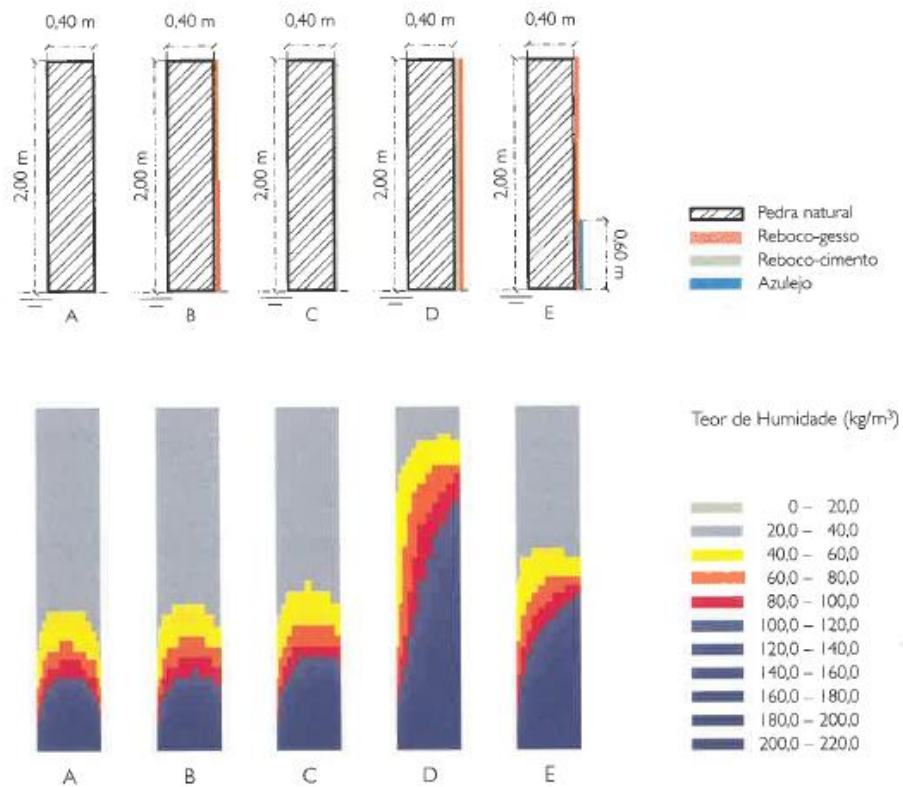 0,40 m 0,40 m 0,40 m 0,40 m 0,40 m
2,00 m 2,00 m 2,00 m 2,00 m 2,00 m
0,60 m
A B C D E
Pedra natural
Reboco-gesso
Reboco-cimento
Azulejo
Teor de Humidade (kg/m³)
0 – 20,0
20,0 – 40,0
40,0 – 60,0
60,0 – 80,0
80,0 – 100,0
100,0 – 120,0
120,0 – 140,0
140,0 – 160,0
160,0 – 180,0
180,0 – 200,0
200,0 – 220,0
A B C D E